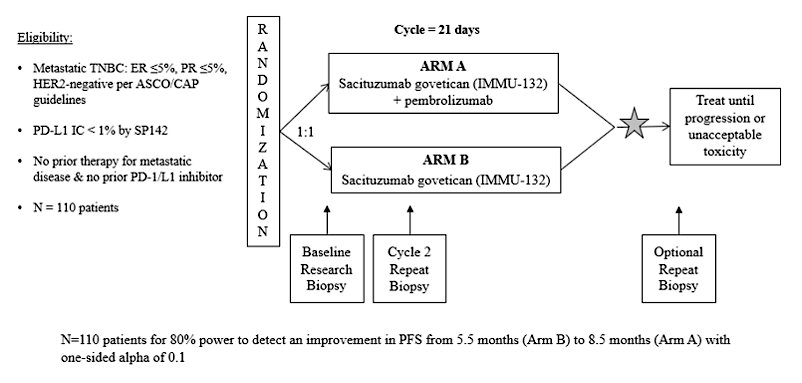 Eligibility:
• Metastatic TNBC: ER ≤5%, PR ≤5%,
HER2-negative per ASCO/CAP
guidelines
• PD-L1 IC < 1% by SP142
• No prior therapy for metastatic
disease & no prior PD-1/L1 inhibitor
• N = 110 patients
R
A
N
D
O
M
I
Z
A
T
I
O
N
Cycle = 21 days
1:1
ARM A
Sacituzumab govetican (IMMU-132)
+ pembrolizumab
ARM B
Sacituzumab govetican (IMMU-132)
Treat until
progression or
unacceptable
toxicity
Baseline
Research
Biopsy
Cycle 2
Repeat
Biopsy
Optional
Repeat
Biopsy
N=110 patients for 80% power to detect an improvement in PFS from 5.5 months (Arm B) to 8.5 months (Arm A) with
one-sided alpha of 0.1